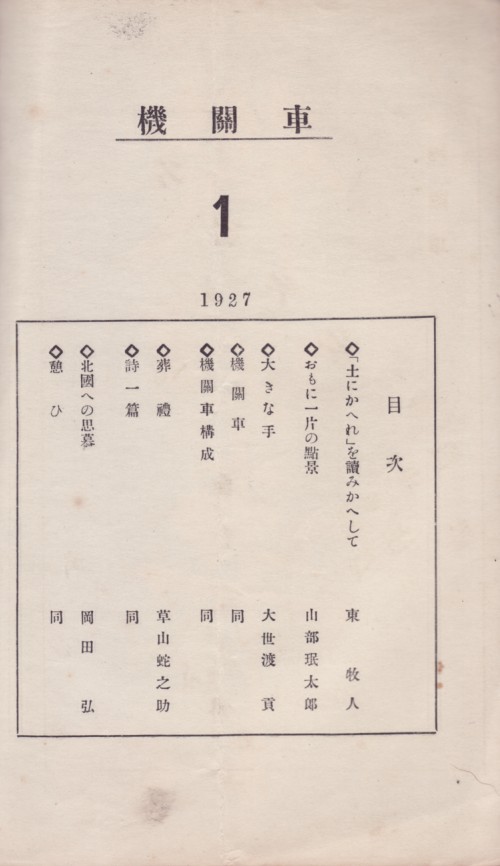 機關車
1
1927
目次
◇「土にかへれ」を讀みかへして 東牧人
◇おもに一片の點景 山部珉太郎
◇大きな手 大世渡貢
◇機關車 同
◇機關車構成 同
◇葬禮 草山蛇之助
◇詩一篇 同
◇北國への思慕 岡田弘
◇憩ひ 同